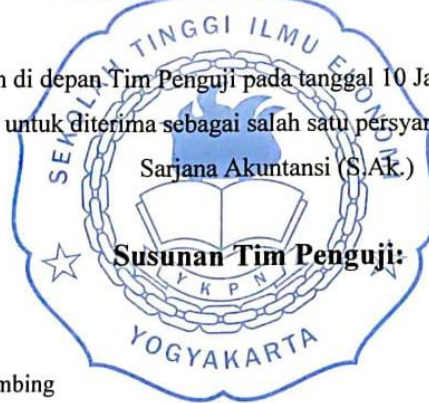 SEKOLAH TINGGI ILMU EKONOMI
n di depan Tim Penguji pada tanggal 10 Ja
untuk diterima sebagai salah satu persyar
Sarjana Akuntansi (S.Ak.)
Susunan Tim Penguji:
YKPN
YOGYAKARTA
mbing